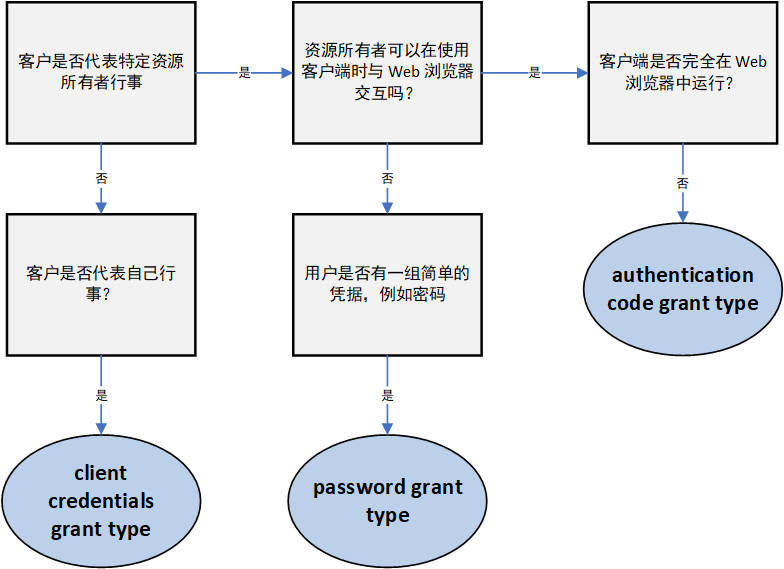 客户是否代表特定资源
所有者行事
是
资源所有者可以在使用
客户端时与 Web 浏览器
交互吗？
是
客户端是否完全在 Web
浏览器中运行？
否
否
否
客户是否代表自己行
事？
用户是否有一组简单的
凭据，例如密码
authentication
code grant type
是
是
client
credentials
grant type
password grant
type